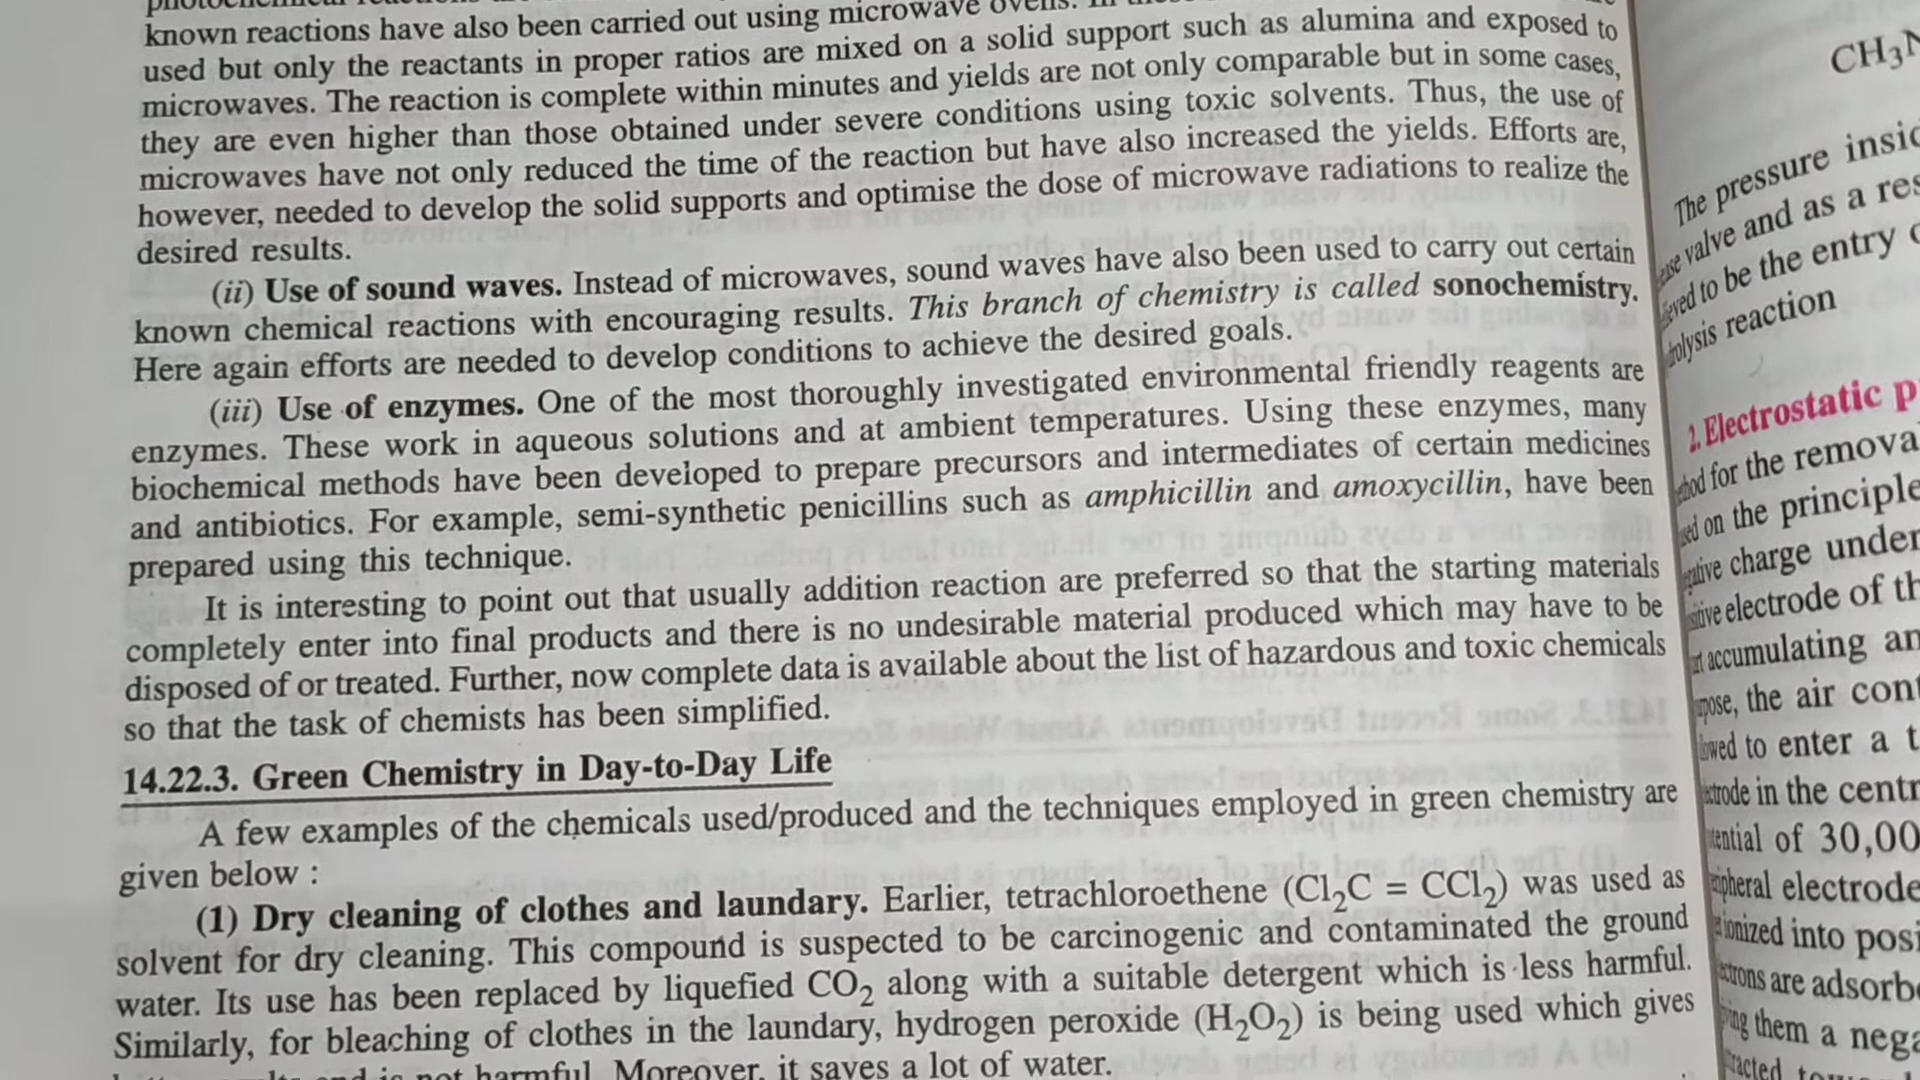 known reactions have also been carried out using microwave ovens.
used but only the reactants in proper ratios are mixed on a solid support such as alumina and exposed to
microwaves. The reaction is complete within minutes and yields are not only comparable but in some cases,
they are even higher than those obtained under severe conditions using toxic solvents. Thus, the use of
microwaves have not only reduced the time of the reaction but have also increased the yields. Efforts are,
however, needed to develop the solid supports and optimise the dose of microwave radiations to realize the
desired results.
(ii) Use of sound waves. Instead of microwaves, sound waves have also been used to carry out certain
known chemical reactions with encouraging results. This branch of chemistry is called sonochemistry.
Here again efforts are needed to develop conditions to achieve the desired goals.
(iii) Use of enzymes. One of the most thoroughly investigated environmental friendly reagents are
enzymes. These work in aqueous solutions and at ambient temperatures. Using these enzymes, many
biochemical methods have been developed to prepare precursors and intermediates of certain medicines
and antibiotics. For example, semi-synthetic penicillins such as amphicillin and amoxycillin, have been
prepared using this technique.
It is interesting to point out that usually addition reaction are preferred so that the starting materials
completely enter into final products and there is no undesirable material produced which may have to be
disposed of or treated. Further, now complete data is available about the list of hazardous and toxic chemicals
so that the task of chemists has been simplified.
14.22.3. Green Chemistry in Day-to-Day Life
A few examples of the chemicals used/produced and the techniques employed in green chemistry are
given below :
(1) Dry cleaning of clothes and laundary. Earlier, tetrachloroethene (Cl₂C = CCl₂) was used as
solvent for dry cleaning. This compound is suspected to be carcinogenic and contaminated the ground
water. Its use has been replaced by liquefied CO₂ along with a suitable detergent which is less harmful.
Similarly, for bleaching of clothes in the laundary, hydrogen peroxide (H₂O₂) is being used which gives
not harmful. Moreover, it saves a lot of water.
CH₃N
The pressure insi
valve and as a res
to be the entry
reaction
2. Electrostatic p
for the remova
on the principle
charge under
electrode of th
accumulating an
the air cont
to enter a t
in the centr
of 30,00
electrode
into posi
are adsorb
them a nega